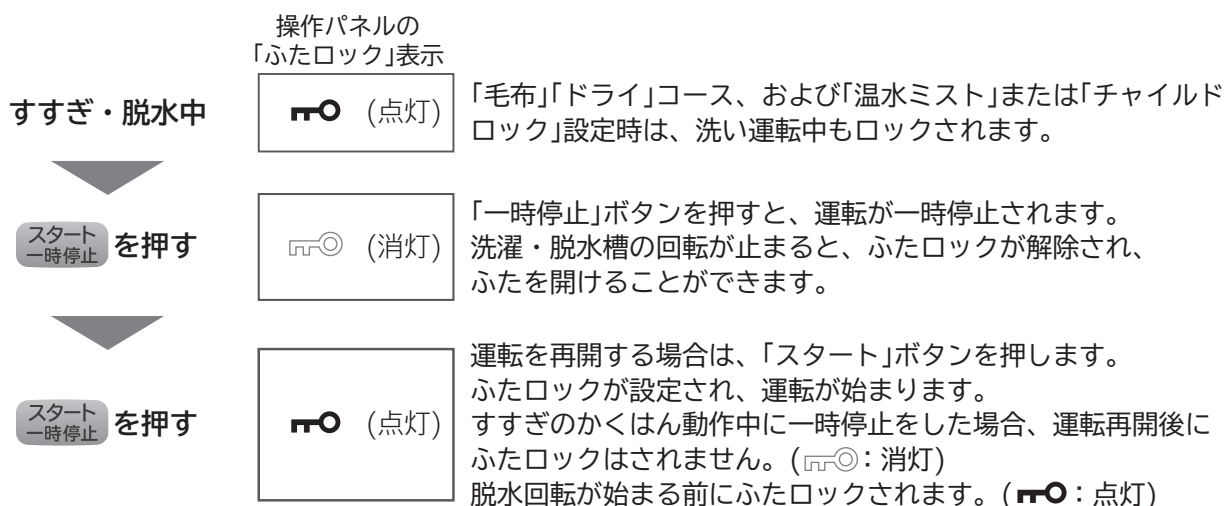 操作パネルの
「ふたロック」表示
すすぎ・脱水中
(点灯)
「毛布」「ドライ」コース、および「温水ミスト」または「チャイルド
ロック」設定時は、洗い運転中もロックされます。
スタート
一時停止
を押す
(消灯)
「一時停止」ボタンを押すと、運転が一時停止されます。
洗濯・脱水槽の回転が止まると、ふたロックが解除され、
ふたを開けることができます。
スタート
一時停止
を押す
(点灯)
運転を再開する場合は、「スタート」ボタンを押します。
ふたロックが設定され、運転が始まります。
すすぎのかくはん動作中に一時停止をした場合、運転再開後に
ふたロックはされません。(：消灯)
脱水回転が始まる前にふたロックされます。(：点灯)